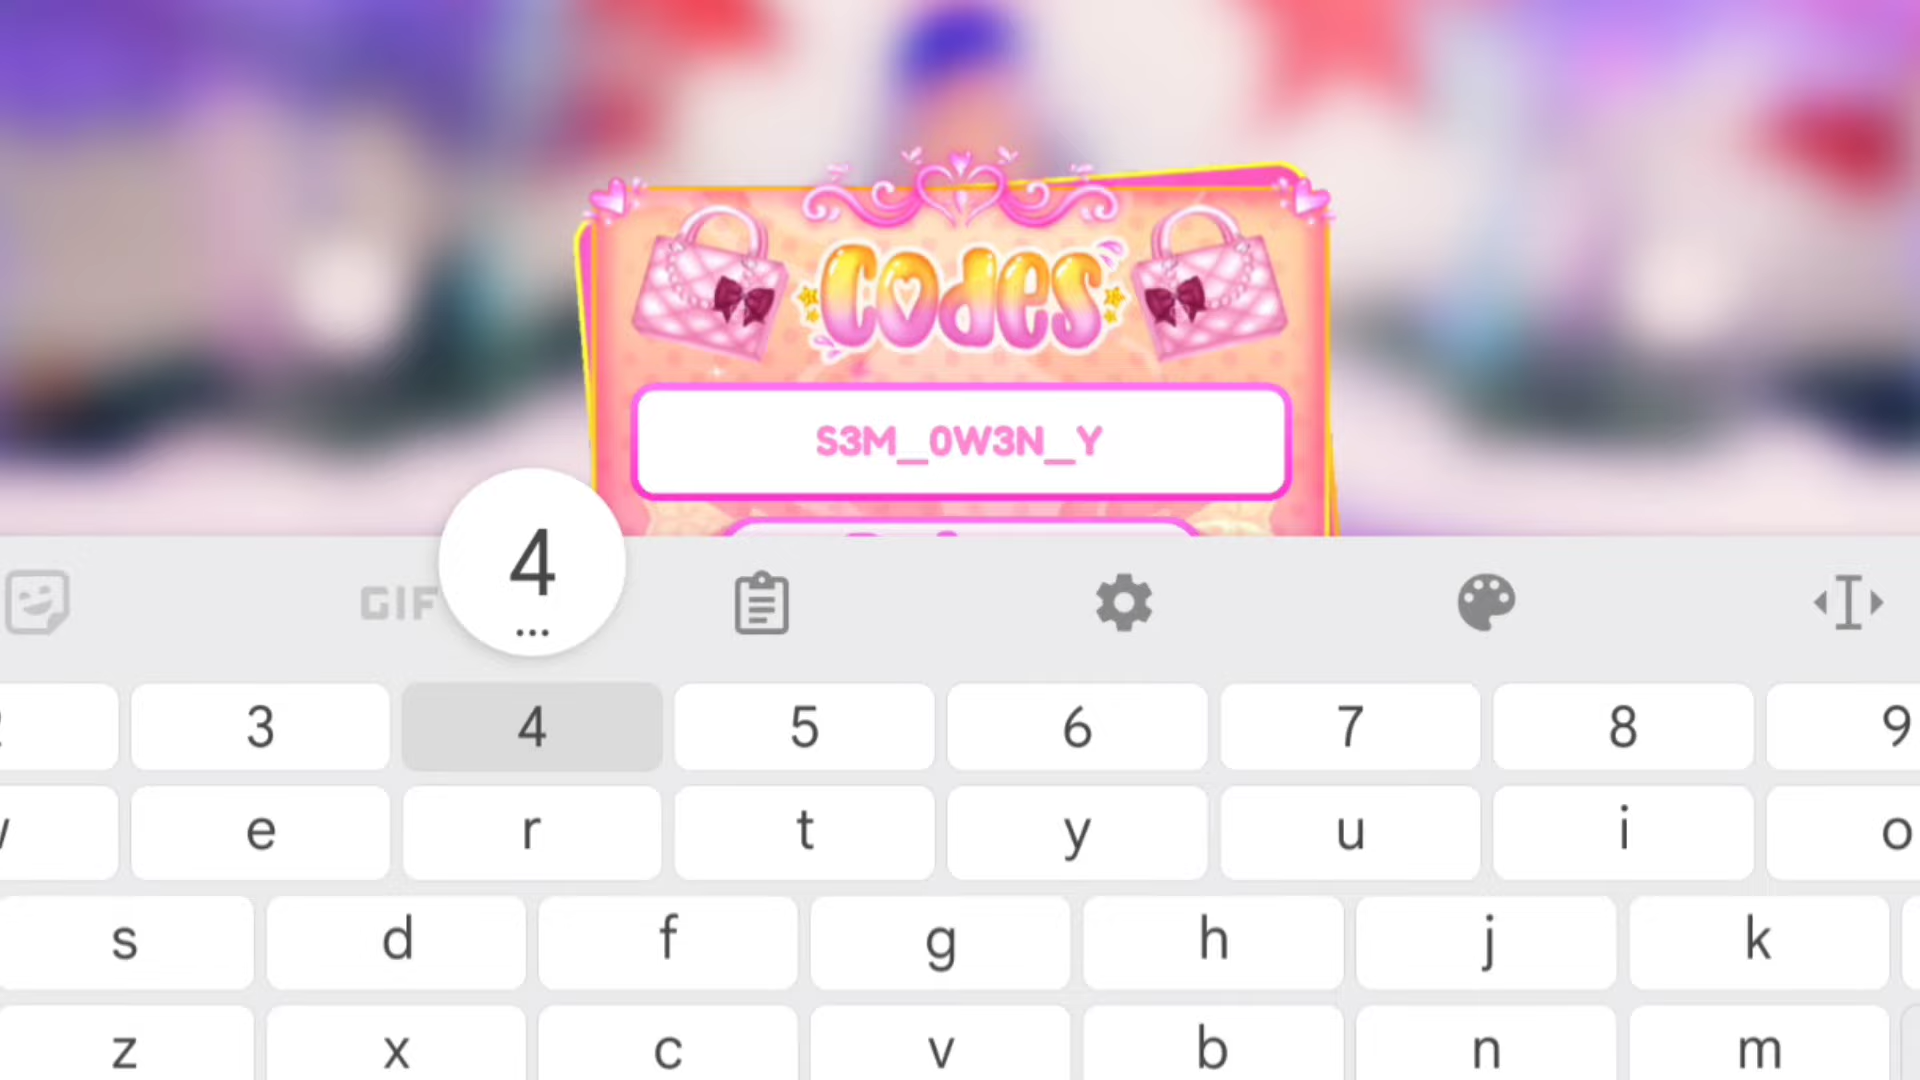 Codes
S3M_0W3N_Y
4
...
GIF
3 4 5 6 7 8 9
e r t y u i o
s d f g h j k
z x c v b n m